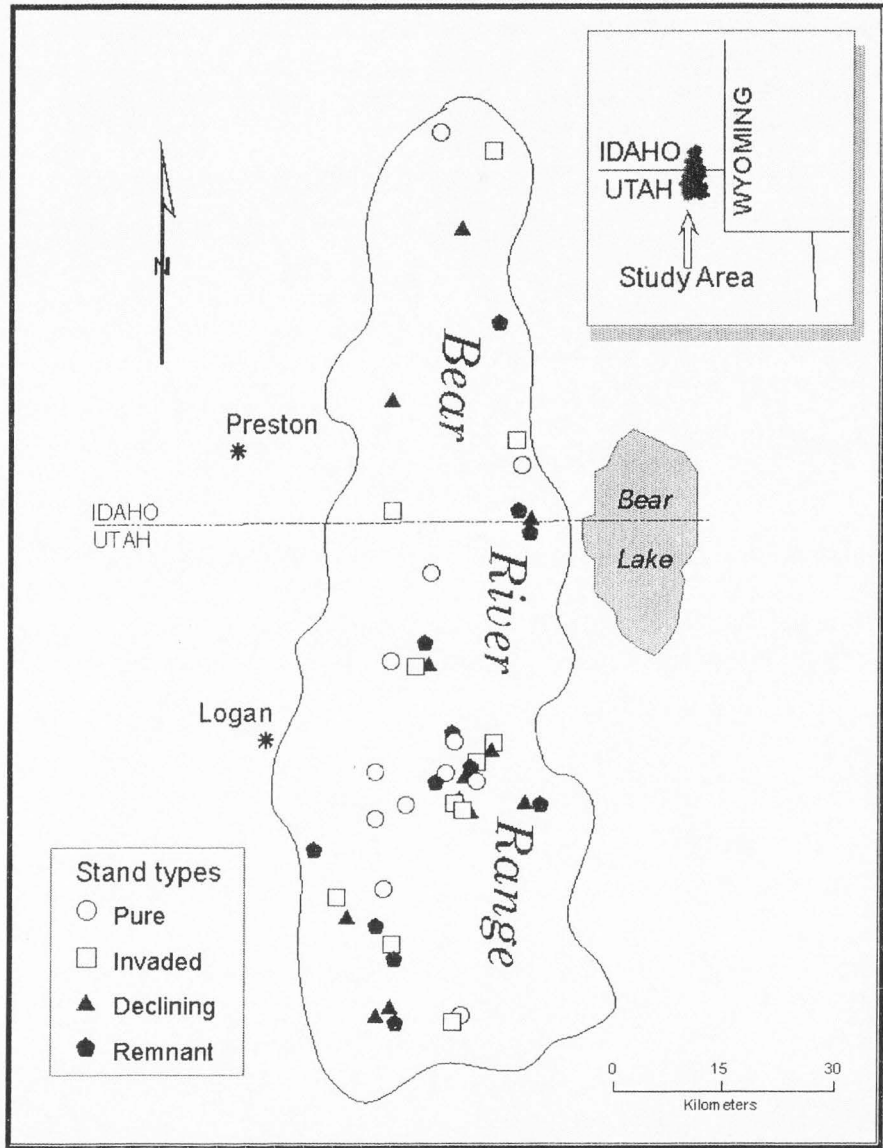 IDAHO
UTAH
WYOMING
Study Area
N
Bear
River
Range
Preston
IDAHO
UTAH
Bear
Lake
Logan
Stand types
Pure
Invaded
Declining
Remnant
0 15 30
Kilometers